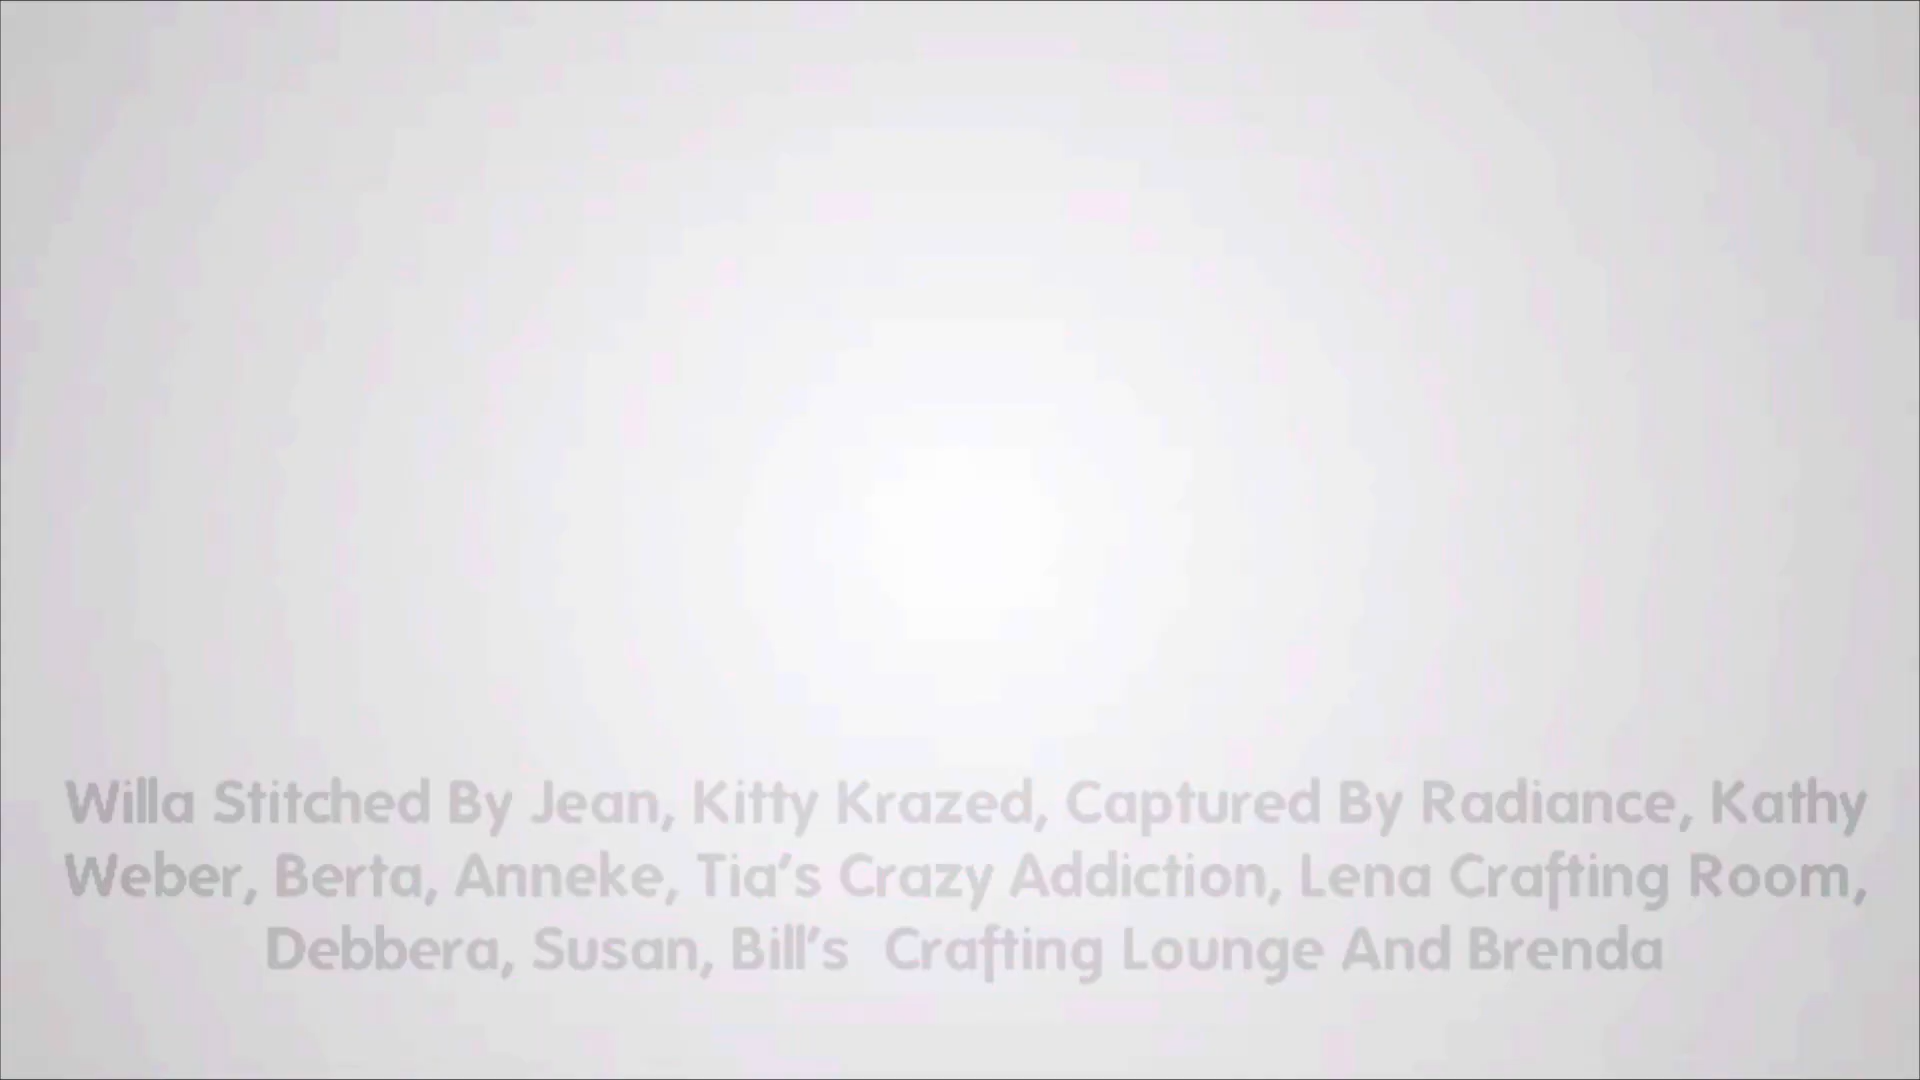 Willa Stitched By Jean, Kitty Krazed, Captured By Radiance, Kathy
Weber, Berta, Anneke, Tia's Crazy Addiction, Lena Crafting Room,
Debbera, Susan, Bill's  Crafting Lounge And Brenda